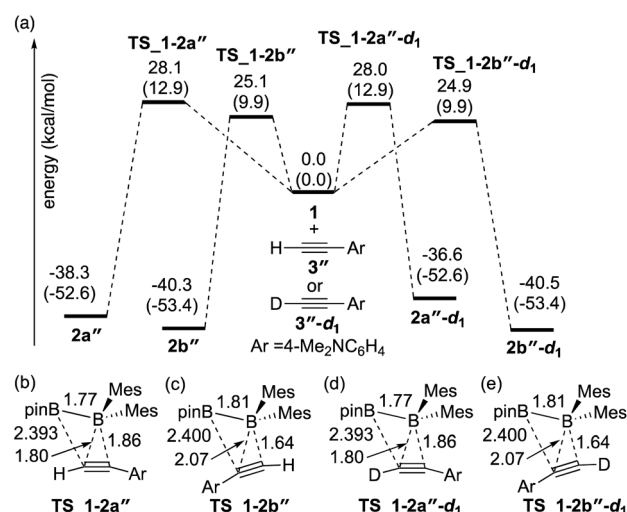 (a)
energy (kcal/mol)
TS_1-2a″
28.1
(12.9)
TS_1-2b″
25.1
(9.9)
TS_1-2a″-d₁
28.0
(12.9)
TS_1-2b″-d₁
24.9
(9.9)
0.0
(0.0)
1
+
H Ar
3″
or
D Ar
3″-d₁
Ar =4-Me₂NC₆H₄
-38.3
(-52.6)
2a″
-40.3
(-53.4)
2b″
-36.6
(-52.6)
2a″-d₁
-40.5
(-53.4)
2b″-d₁
(b)
1.77
Mes
pinB
B
Mes
2.393
1.86
1.80
H
Ar
TS_1-2a″
(c)
1.81
Mes
pinB
B
Mes
2.400
1.64
2.07
H
Ar
TS_1-2b″
(d)
1.77
Mes
pinB
B
Mes
2.393
1.86
1.80
D
Ar
TS_1-2a″-d₁
(e)
1.81
Mes
pinB
B
Mes
2.400
1.64
2.07
D
Ar
TS_1-2b″-d₁